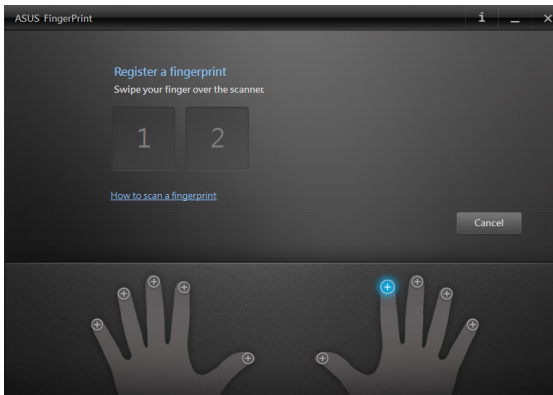 ASUS FingerPrint
Register a fingerprint
Swipe your finger over the scanner.
1 2
How to scan a fingerprint
Cancel